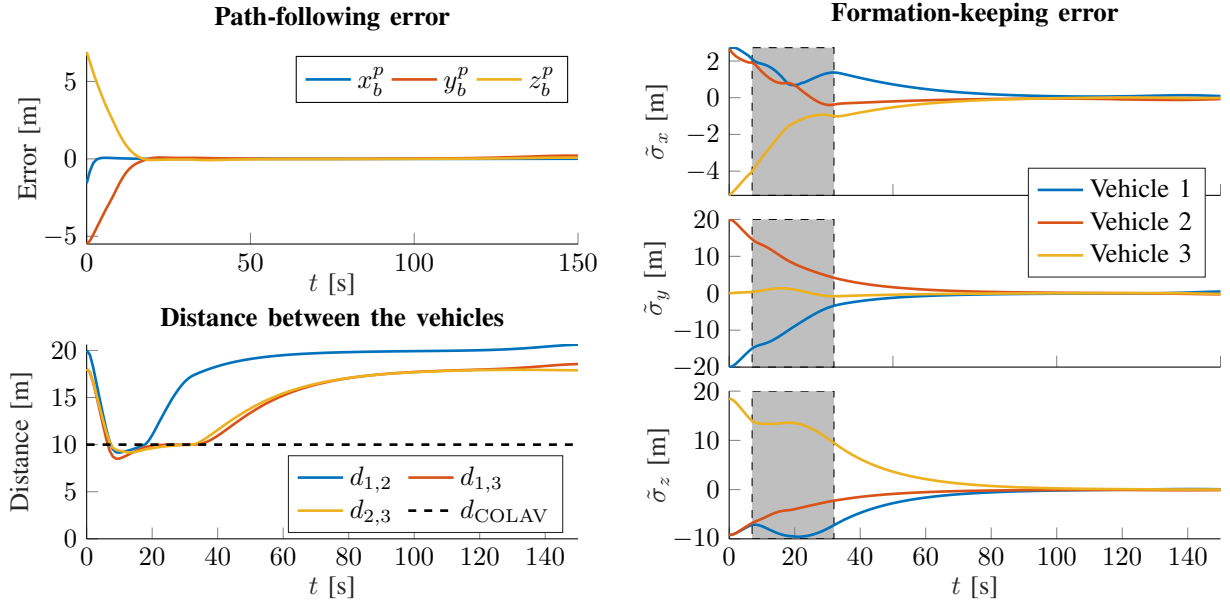 Path-following error
5
0
−5
0
50
100
150
Error [m]
t [s]
x_b^p
y_b^p
z_b^p
Distance between the vehicles
20
15
10
5
0
0
20
40
60
80
100
120
140
Distance [m]
t [s]
d_{1,2}
d_{1,3}
d_{2,3}
d_{COLAV}
Formation-keeping error
2
0
−2
−4
σ̃_x [m]
Vehicle 1
Vehicle 2
Vehicle 3
20
10
0
−10
−20
σ̃_y [m]
20
10
0
−10
σ̃_z [m]
0
20
40
60
80
100
120
140
t [s]